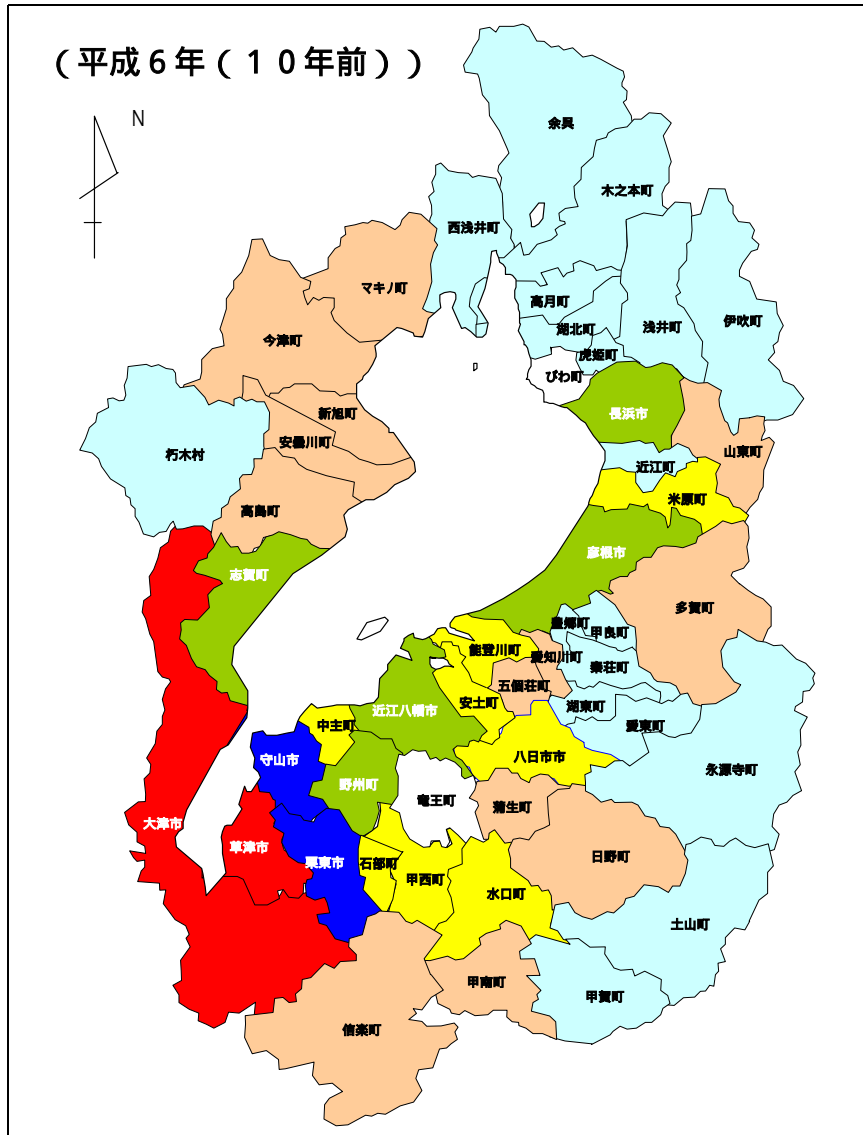 (平成６年(１０年前))
N
余呉
木之本町
西浅井町
マキノ町
高月町
湖北町
浅井町
伊吹町
今津町
虎姫町
びわ町
新旭町
長浜市
安曇川町
朽木村
山東町
近江町
米原町
高島町
彦根市
志賀町
多賀町
豊郷町
甲良町
能登川町
愛知川町
秦荘町
五個荘町
安土町
湖東町
近江八幡市
愛東町
中主町
八日市市
守山市
永源寺町
野州町
竜王町
蒲生町
大津市
草津市
栗東市
石部町
甲西町
日野町
水口町
土山町
甲南町
甲賀町
信楽町